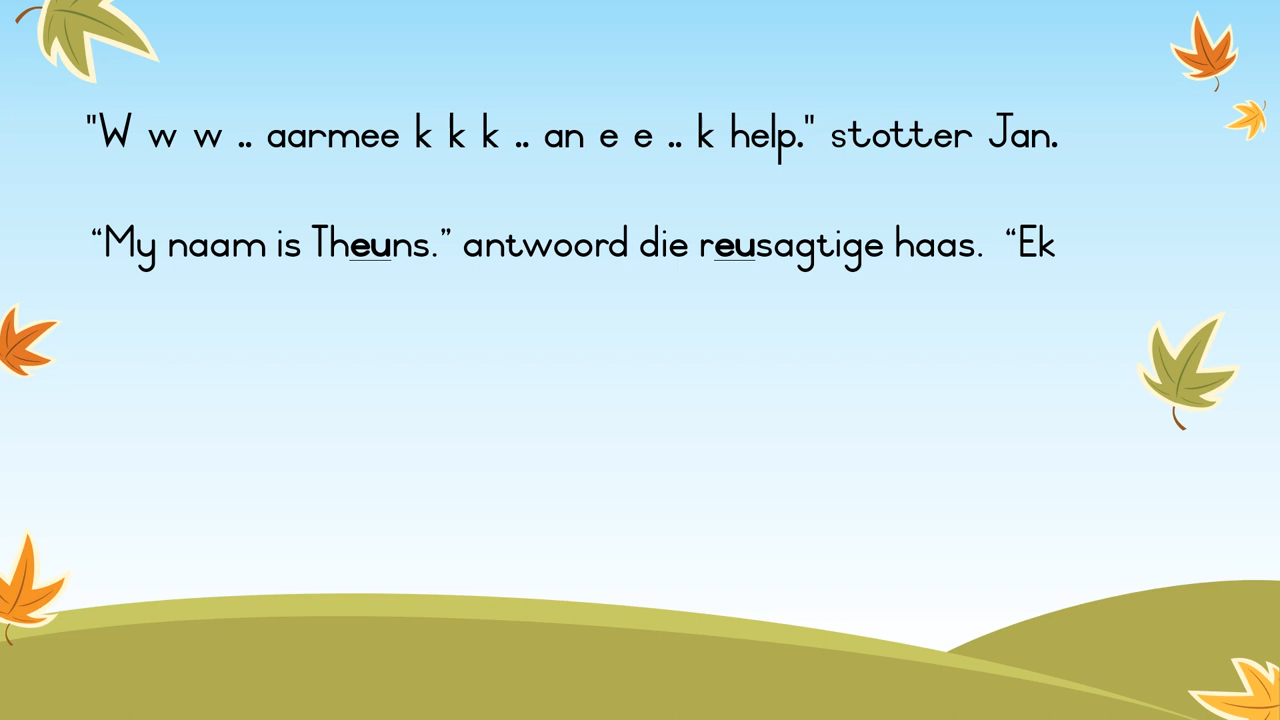 "W w w .. aarmee k k k .. an e e .. k help." stotter Jan.
“My naam is Theuns.” antwoord die reusagtige haas. “Ek